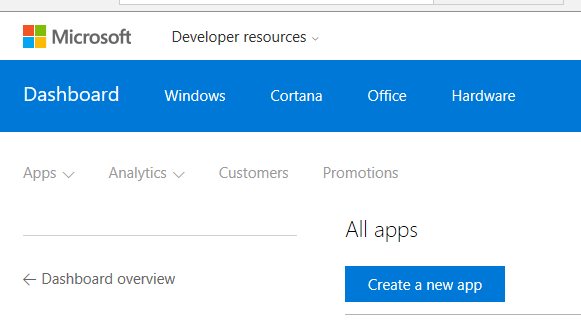 Microsoft Developer resources
Dashboard Windows Cortana Office Hardware
Apps Analytics Customers Promotions
All apps
← Dashboard overview
Create a new app